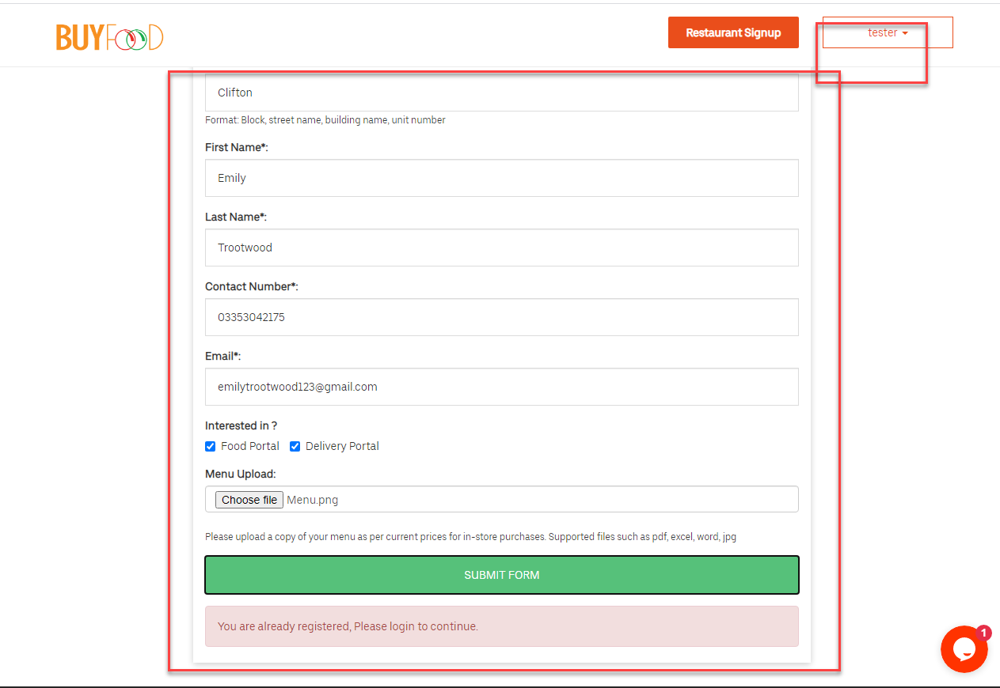 BUYFOOD
Restaurant Signup
tester
Clifton
Format: Block, street name, building name, unit number
First Name*:
Emily
Last Name*:
Trootwood
Contact Number*:
03353042175
Email*:
emilytrootwood123@gmail.com
Interested in ?
Food Portal Delivery Portal
Menu Upload:
Choose file Menu.png
Please upload a copy of your menu as per current prices for in-store purchases. Supported files such as pdf, excel, word, jpg
SUBMIT FORM
You are already registered, Please login to continue.
1